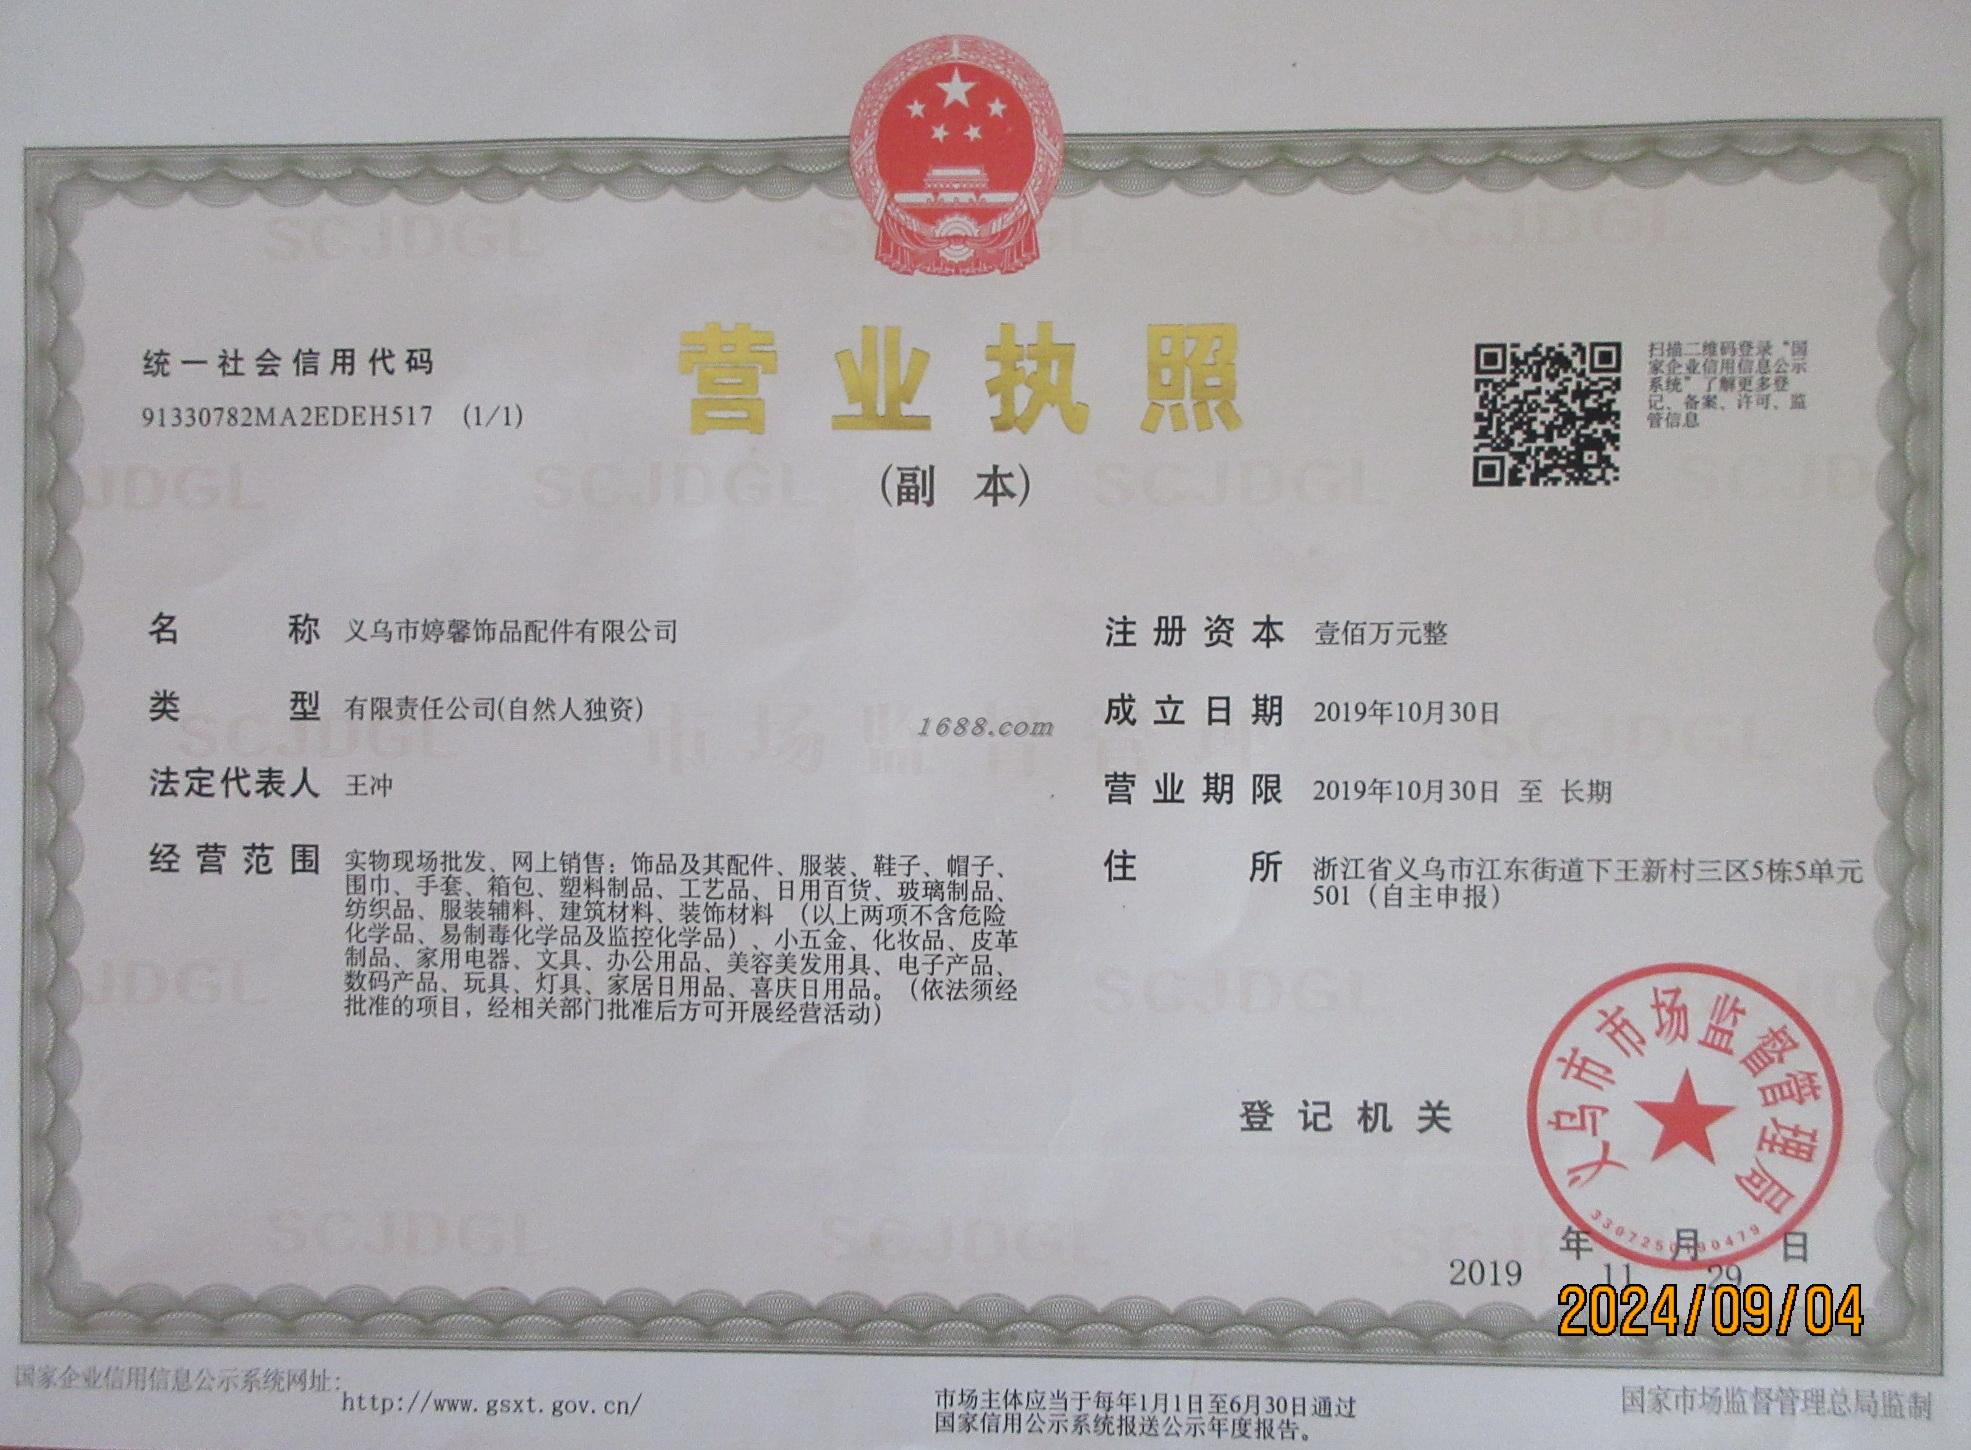 营业执照
(副 本)
统一社会信用代码
91330782MA2EDEH517 (1/1)
扫描二维码登录“国
家企业信用信息公示
系统”了解更多登
记、备案、许可、监
管信息
名 称 义乌市婷馨饰品配件有限公司
类 型 有限责任公司(自然人独资)
法定代表人 王冲
经营范围 实物现场批发、网上销售：饰品及其配件、服装、鞋子、帽子、
围巾、手套、箱包、塑料制品、工艺品、日用百货、玻璃制品、
纺织品、服装辅料、建筑材料、装饰材料（以上两项不含危险
化学品、易制毒化学品及监控化学品）、小五金、化妆品、皮革
制品、家用电器、文具、办公用品、美容美发用具、电子产品、
数码产品、玩具、灯具、家居日用品、喜庆日用品。（依法须经
批准的项目，经相关部门批准后方可开展经营活动）
注册资本 壹佰万元整
成立日期 2019年10月30日
营业期限 2019年10月30日 至 长期
住 所 浙江省义乌市江东街道下王新村三区5栋5单元
501（自主申报）
1688.com
登记机关
义乌市市场监督管理局
年 月 日
2019 11 29
2024/09/04
国家企业信用信息公示系统网址：
http://www.gsxt.gov.cn/
市场主体应当于每年1月1日至6月30日通过
国家信用公示系统报送公示年度报告。
国家市场监督管理总局监制
SCJDGL
市场监督管理